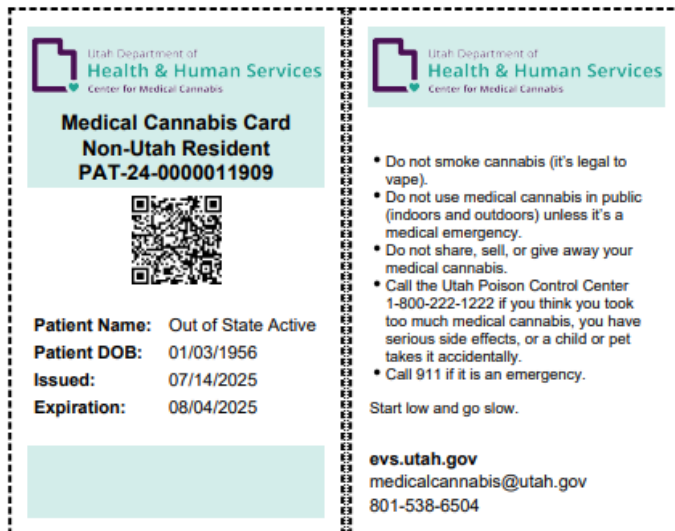 Utah Department of
Health & Human Services
Center for Medical Cannabis
Medical Cannabis Card
Non-Utah Resident
PAT-24-0000011909
Patient Name: Out of State Active
Patient DOB: 01/03/1956
Issued: 07/14/2025
Expiration: 08/04/2025
Utah Department of
Health & Human Services
Center for Medical Cannabis
• Do not smoke cannabis (it's legal to
vape).
• Do not use medical cannabis in public
(indoors and outdoors) unless it's a
medical emergency.
• Do not share, sell, or give away your
medical cannabis.
• Call the Utah Poison Control Center
1-800-222-1222 if you think you took
too much medical cannabis, you have
serious side effects, or a child or pet
takes it accidentally.
• Call 911 if it is an emergency.
Start low and go slow.
evs.utah.gov
medicalcannabis@utah.gov
801-538-6504